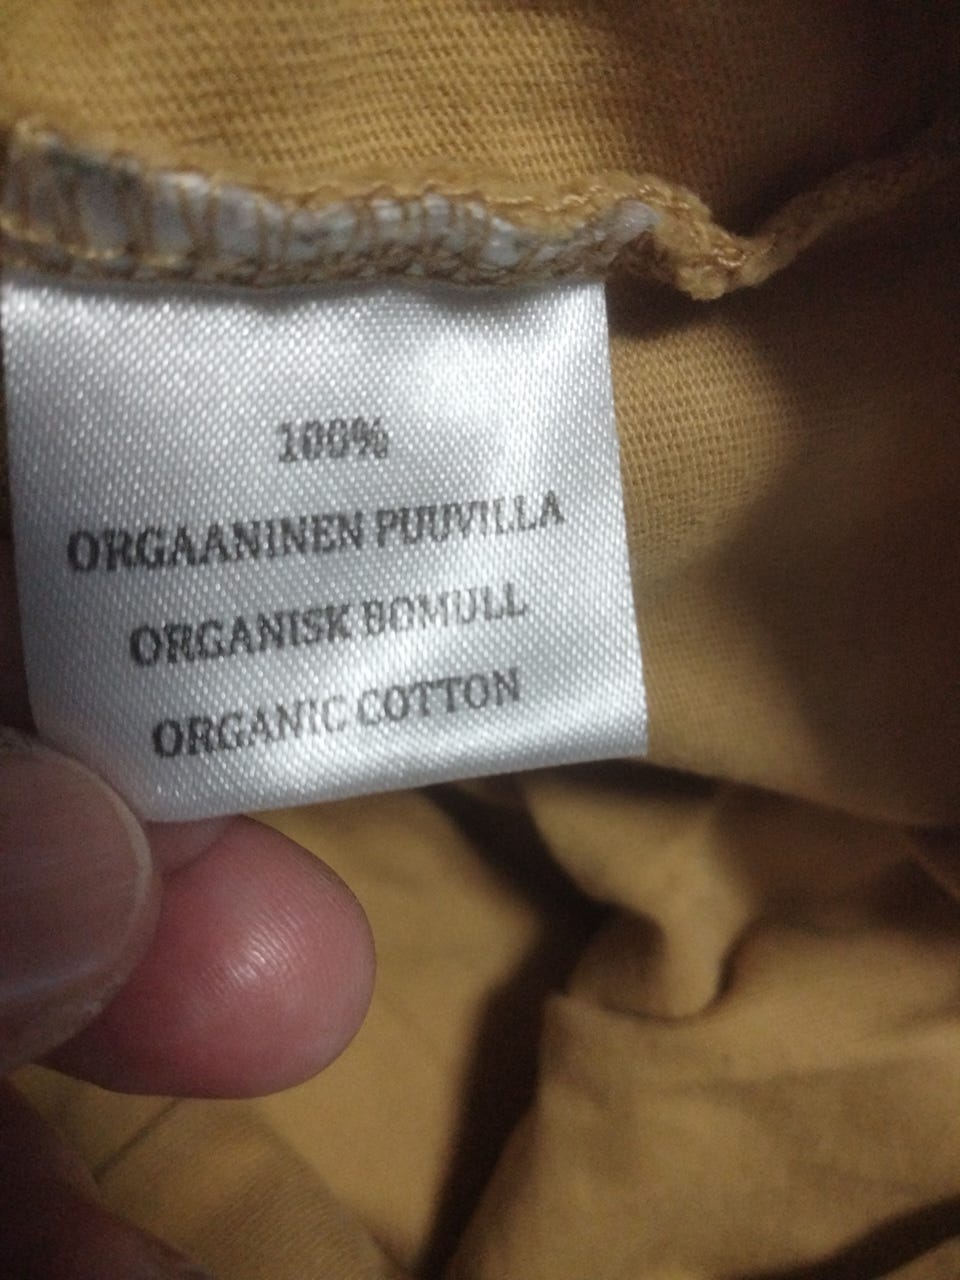 100%
ORGAANINEN PUUVILLA
ORGANISK BOMULL
ORGANIC COTTON